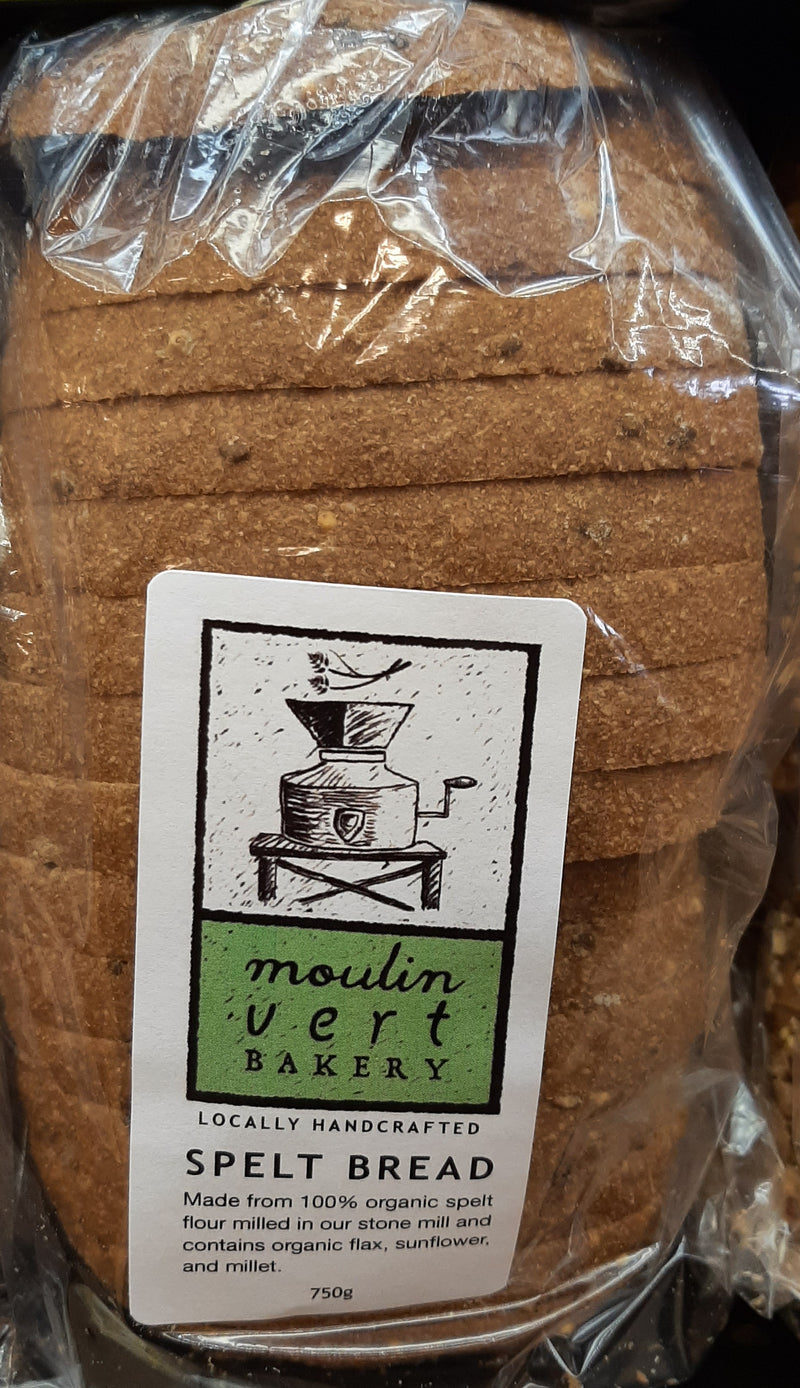 moulin
vert
BAKERY
LOCALLY HANDCRAFTED
SPELT BREAD
Made from 100% organic spelt
flour milled in our stone mill and
contains organic flax, sunflower,
and millet.
750g